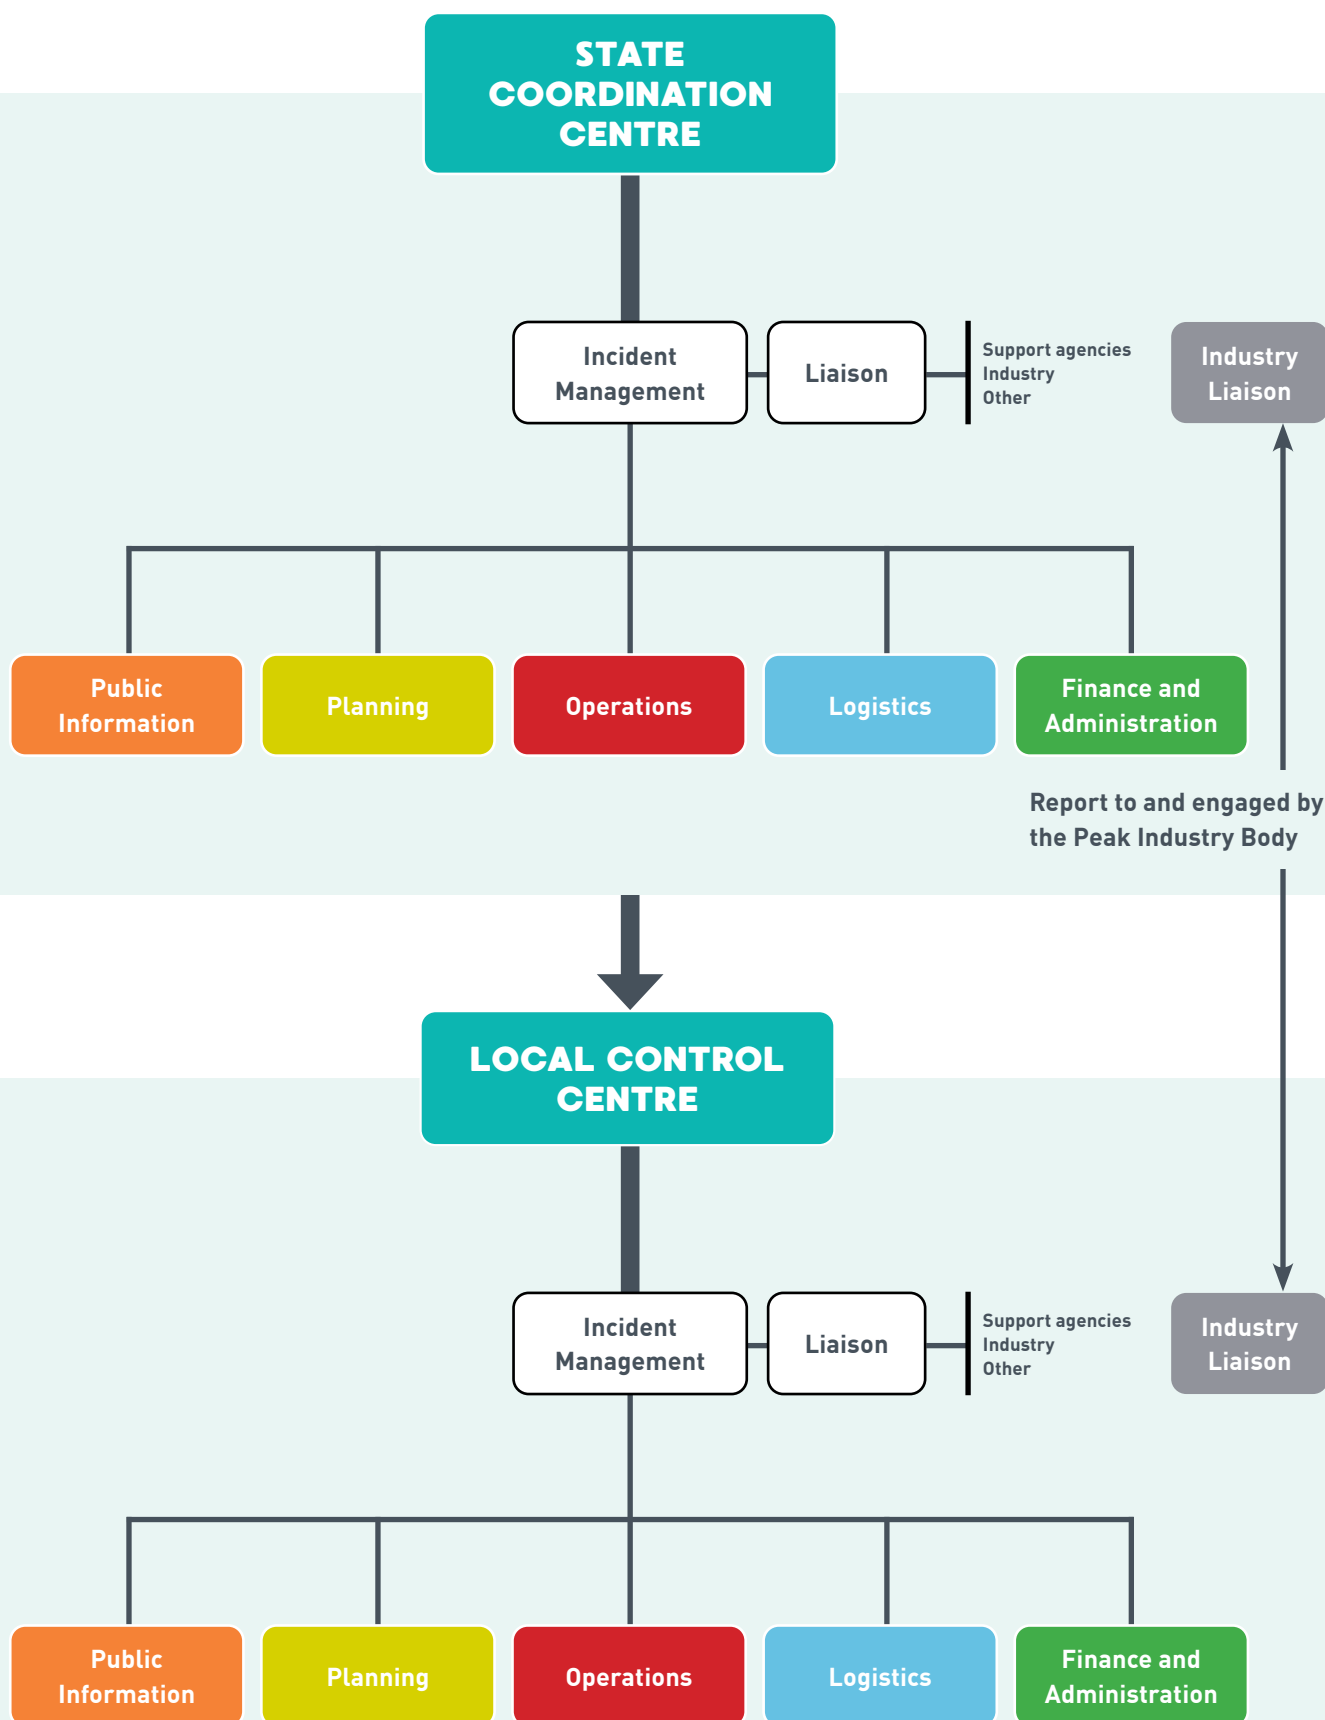 STATE
COORDINATION
CENTRE
Incident
Management
Liaison
Support agencies
Industry
Other
Industry
Liaison
Public
Information
Planning
Operations
Logistics
Finance and
Administration
Report to and engaged by
the Peak Industry Body
LOCAL CONTROL
CENTRE
Incident
Management
Liaison
Support agencies
Industry
Other
Industry
Liaison
Public
Information
Planning
Operations
Logistics
Finance and
Administration